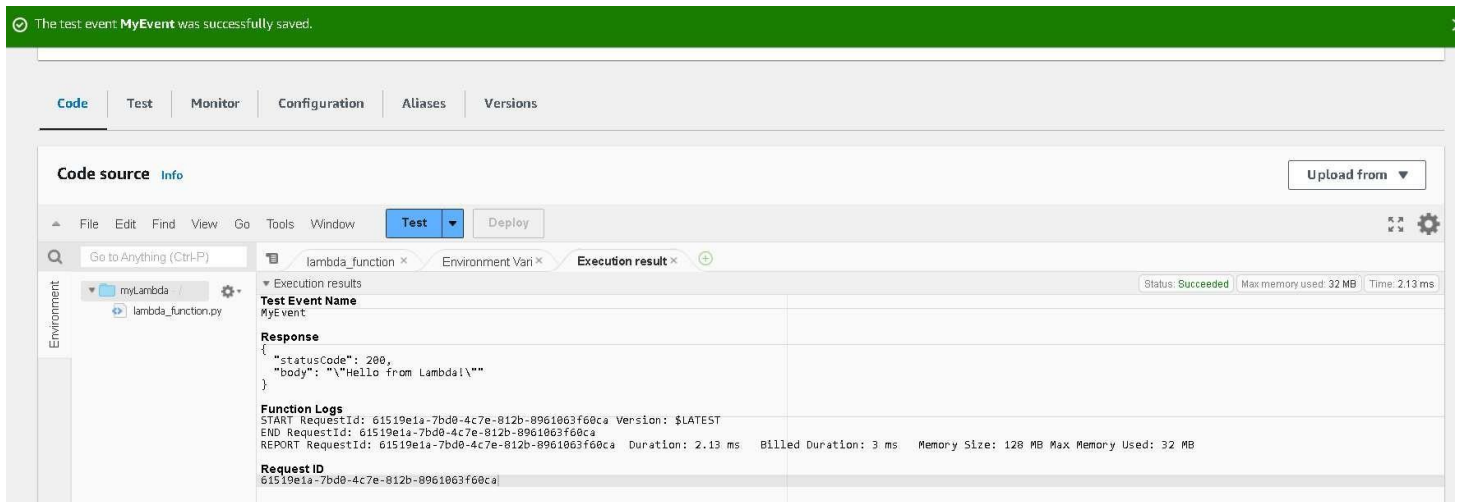 The test event MyEvent was successfully saved.
Code Test Monitor Configuration Aliases Versions
Code source Info
Upload from
File Edit Find View Go Tools Window Test Deploy
Go to Anything (Ctrl-P)
lambda_function × Environment Vari × Execution result ×
Environment
myLambda /
lambda_function.py
Execution results
Status: Succeeded Max memory used: 32 MB Time: 2.13 ms
Test Event Name
MyEvent
Response
{
"statusCode": 200,
"body": "\"Hello from Lambda!\""
}
Function Logs
START RequestId: 61519e1a-7bd0-4c7e-812b-8961063f60ca Version: $LATEST
END RequestId: 61519e1a-7bd0-4c7e-812b-8961063f60ca
REPORT RequestId: 61519e1a-7bd0-4c7e-812b-8961063f60ca Duration: 2.13 ms Billed Duration: 3 ms Memory Size: 128 MB Max Memory Used: 32 MB
Request ID
61519e1a-7bd0-4c7e-812b-8961063f60ca